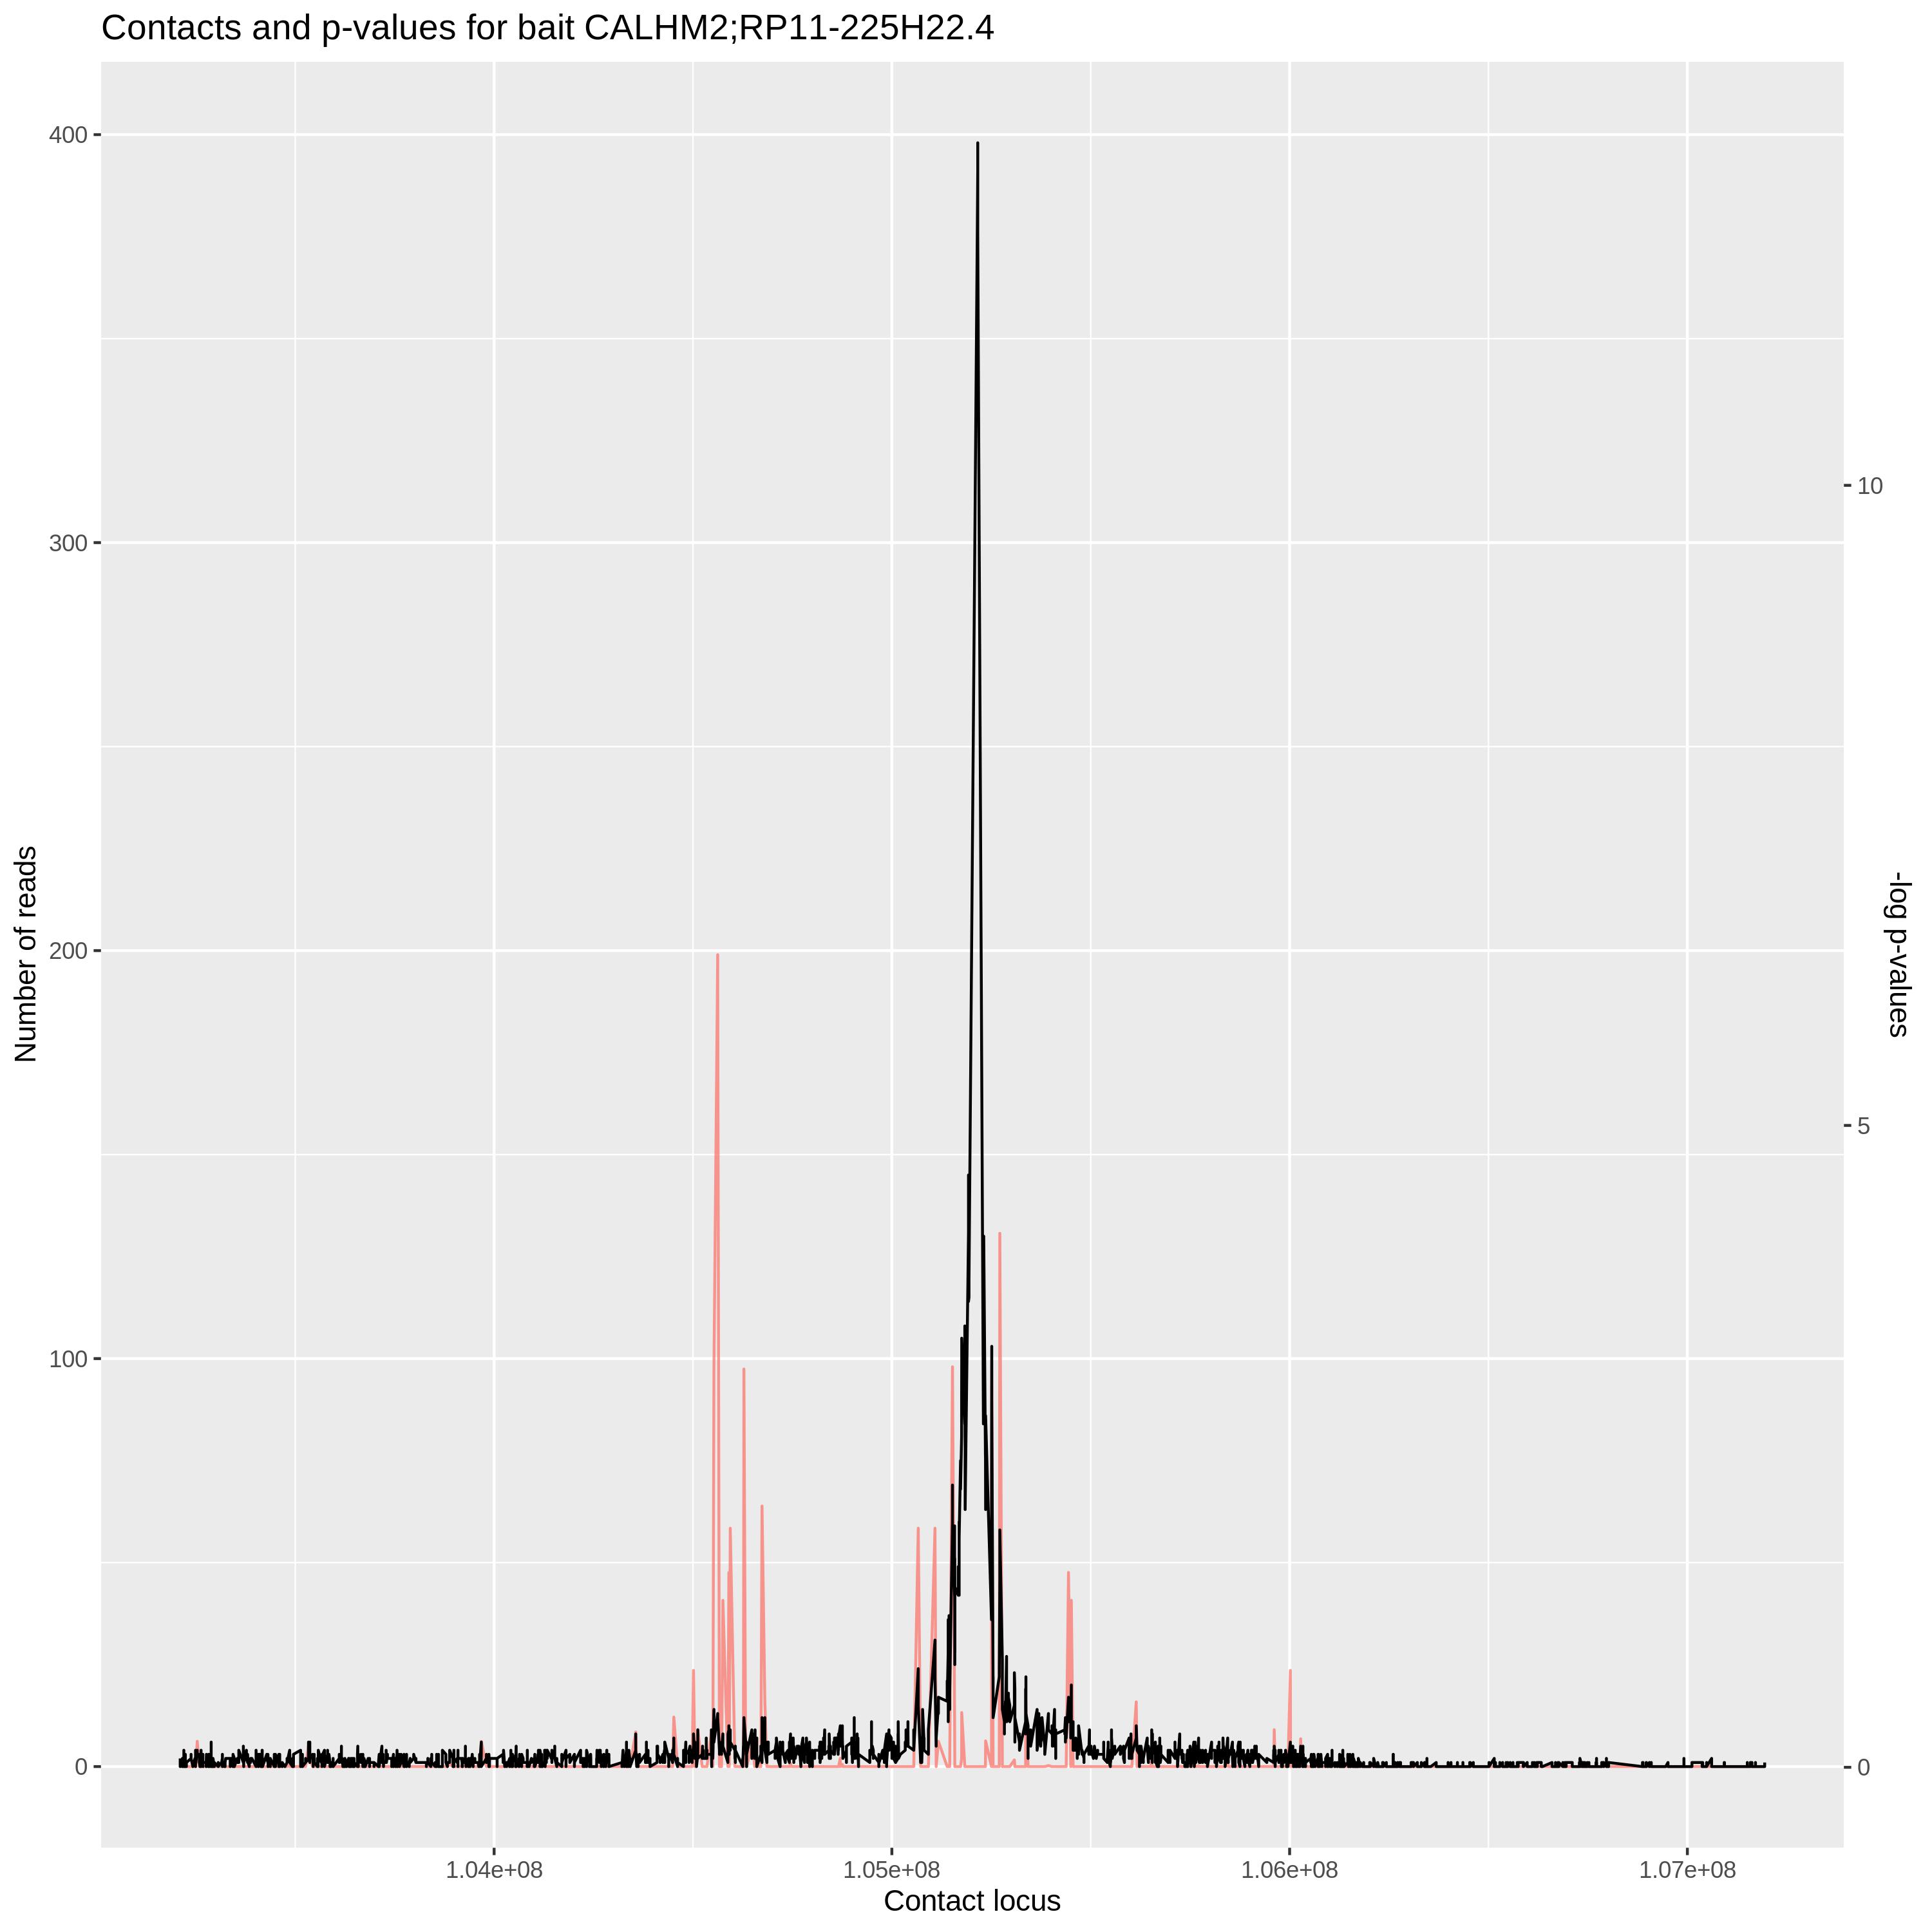 Contacts and p-values for bait CALHM2;RP11-225H22.4
400
300
200
100
0
Number of reads
10
5
0
-log p-values
1.04e+08
1.05e+08
1.06e+08
1.07e+08
Contact locus